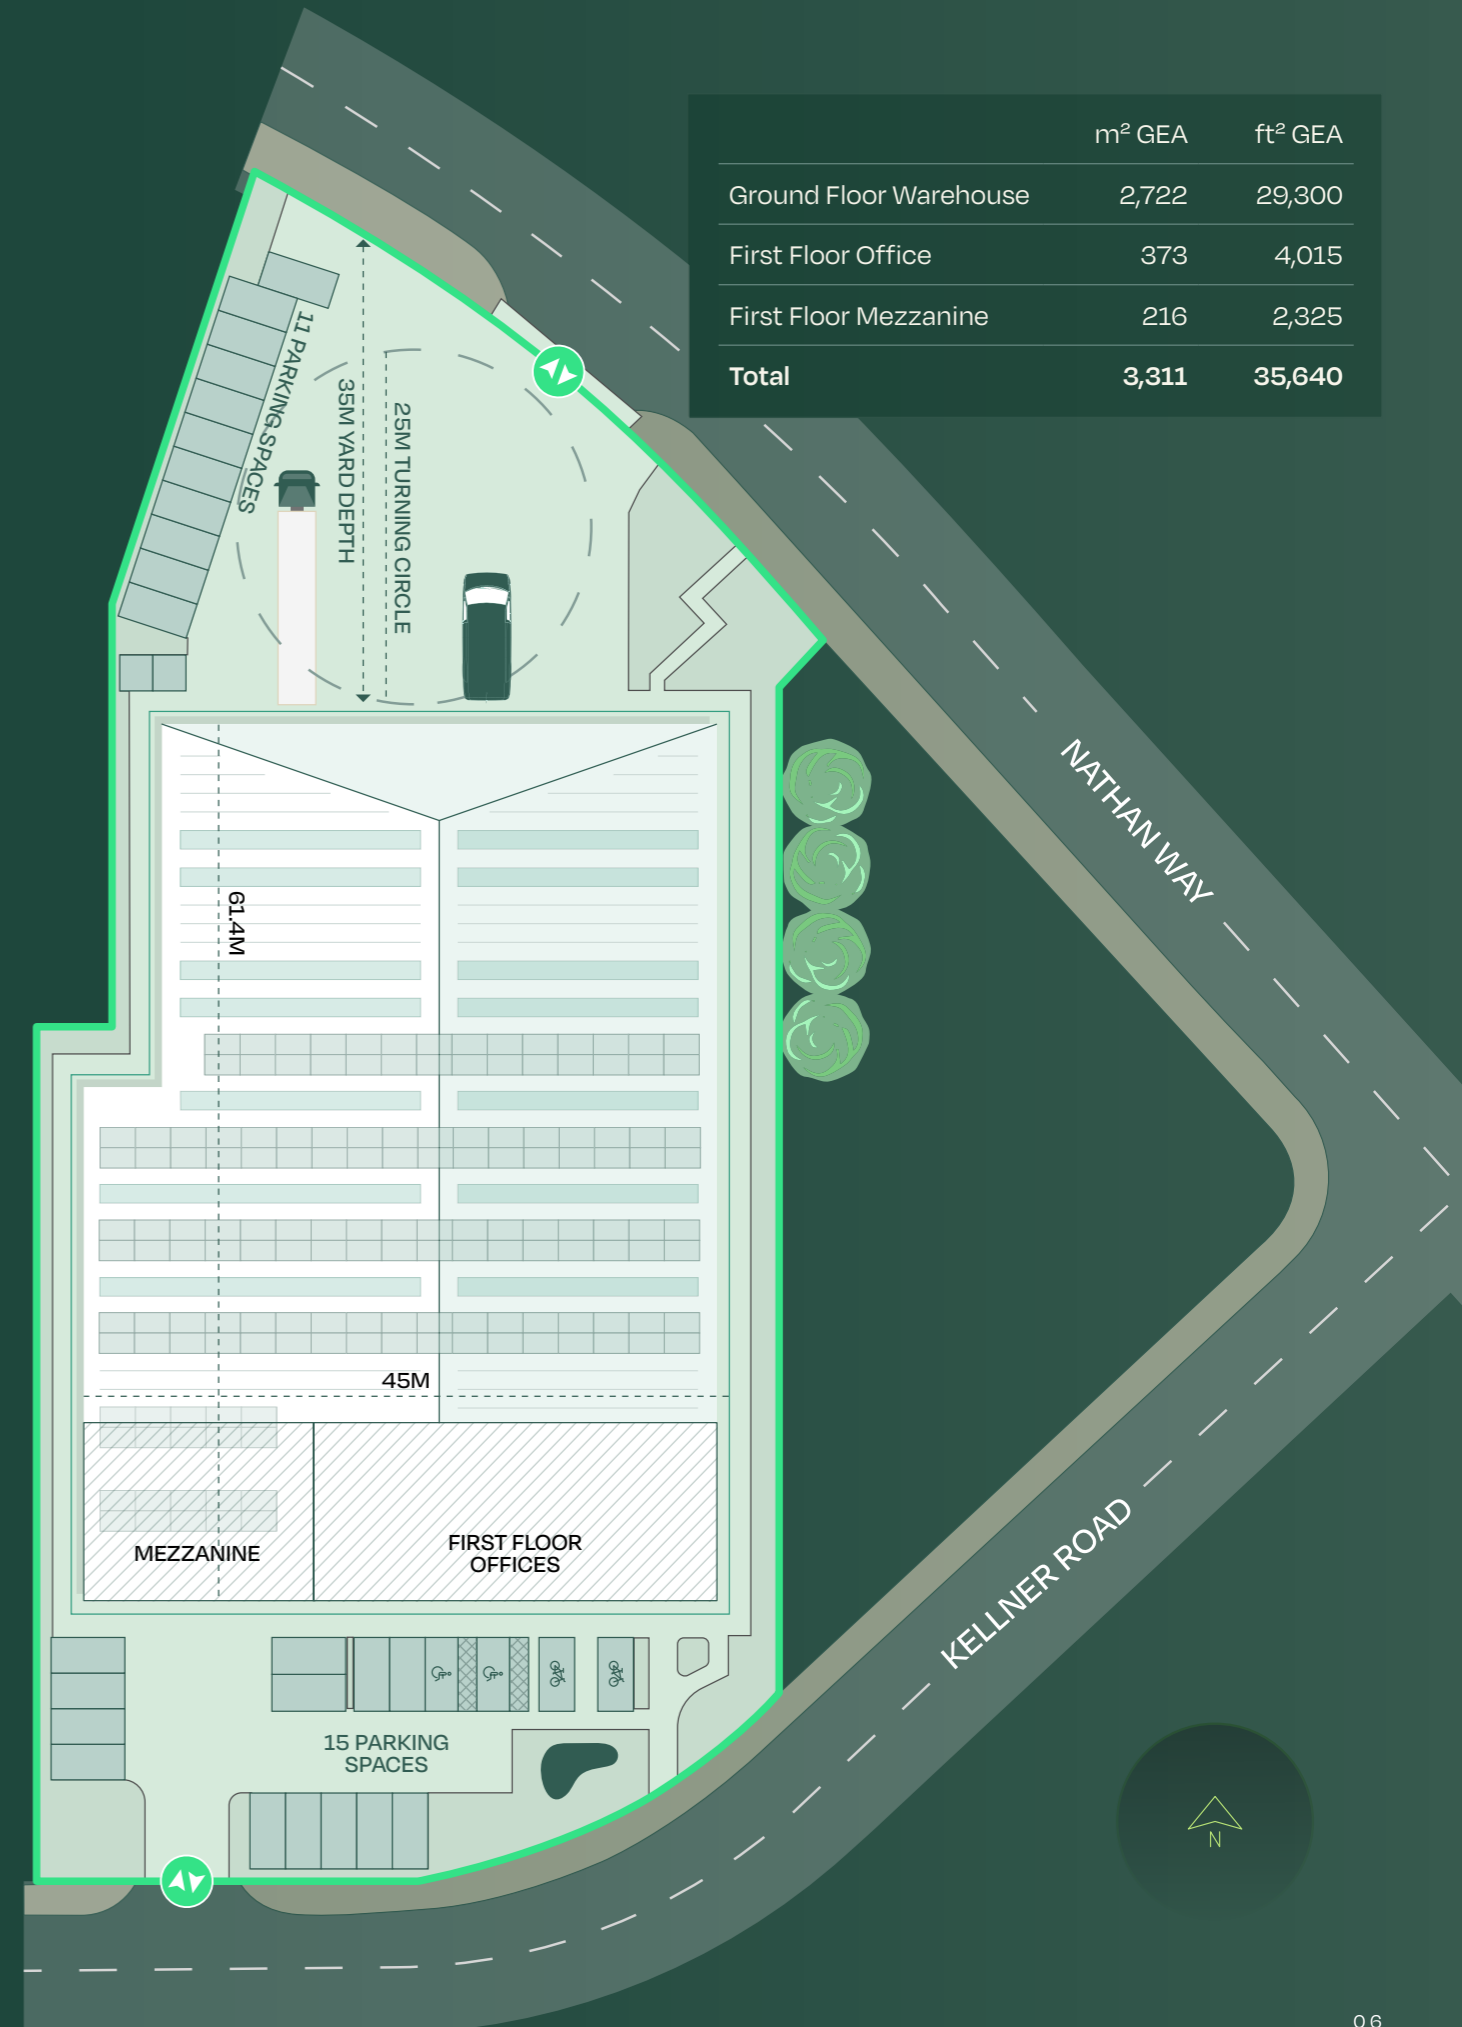 m² GEA ft² GEA
Ground Floor Warehouse 2,722 29,300
First Floor Office 373 4,015
First Floor Mezzanine 216 2,325
Total 3,311 35,640
11 PARKING SPACES
35M YARD DEPTH
25M TURNING CIRCLE
NATHAN WAY
61.4M
45M
MEZZANINE
FIRST FLOOR
OFFICES
KELLNER ROAD
15 PARKING
SPACES
N
06